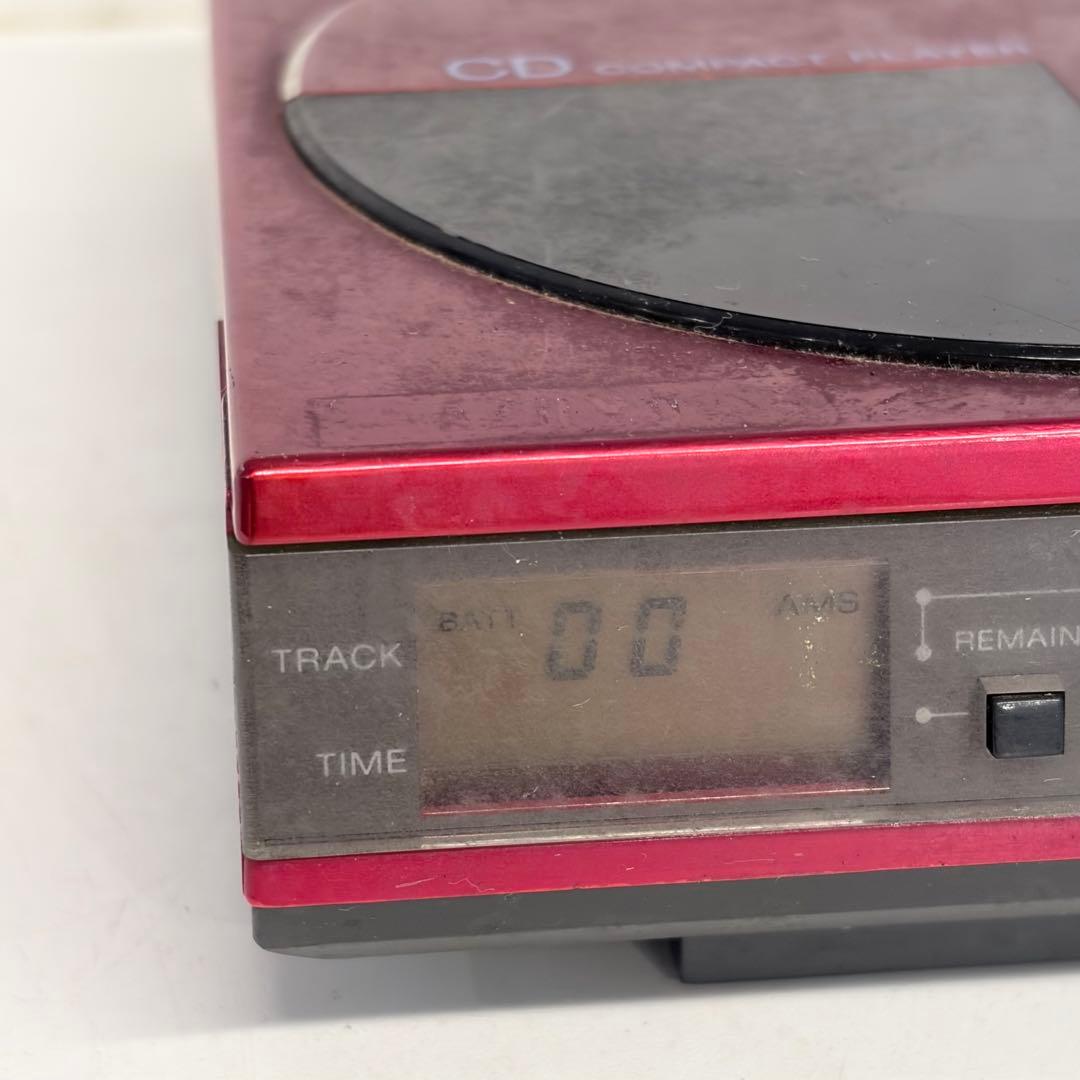 CD COMPACT PLAYER
BATT 00 AMS
TRACK
REMAIN
TIME